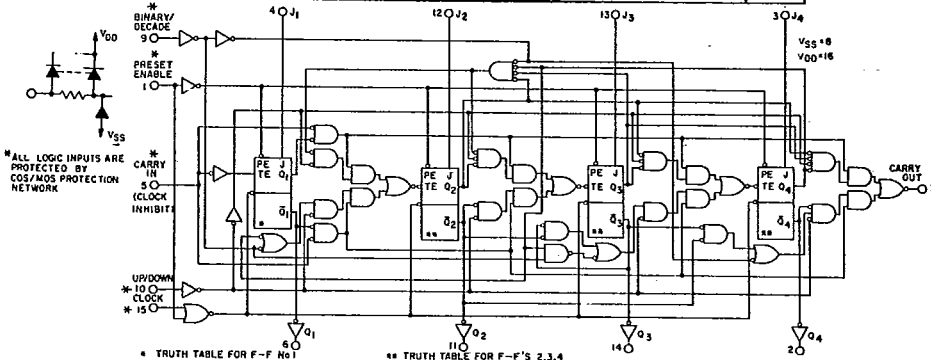 4 J1
12 J2
13 J3
3 J4
* BINARY/
DECADE
9
VDD
VSS=8
VDD=16
* PRESET
ENABLE
1
VSS
*ALL LOGIC INPUTS ARE
PROTECTED BY
COS/MOS PROTECTION
NETWORK
* CARRY
IN
5
(CLOCK
INHIBIT)
PE J
TE Q1
Q̅1
*
PE J
TE Q2
Q̅2
**
PE J
TE Q3
Q̅3
**
PE J
TE Q4
Q̅4
**
CARRY
OUT
UP/DOWN
* 10
CLOCK
* 15
Q1
6
Q2
11
Q3
14
Q4
2
* TRUTH TABLE FOR F-F No 1
** TRUTH TABLE FOR F-F'S 2,3,4